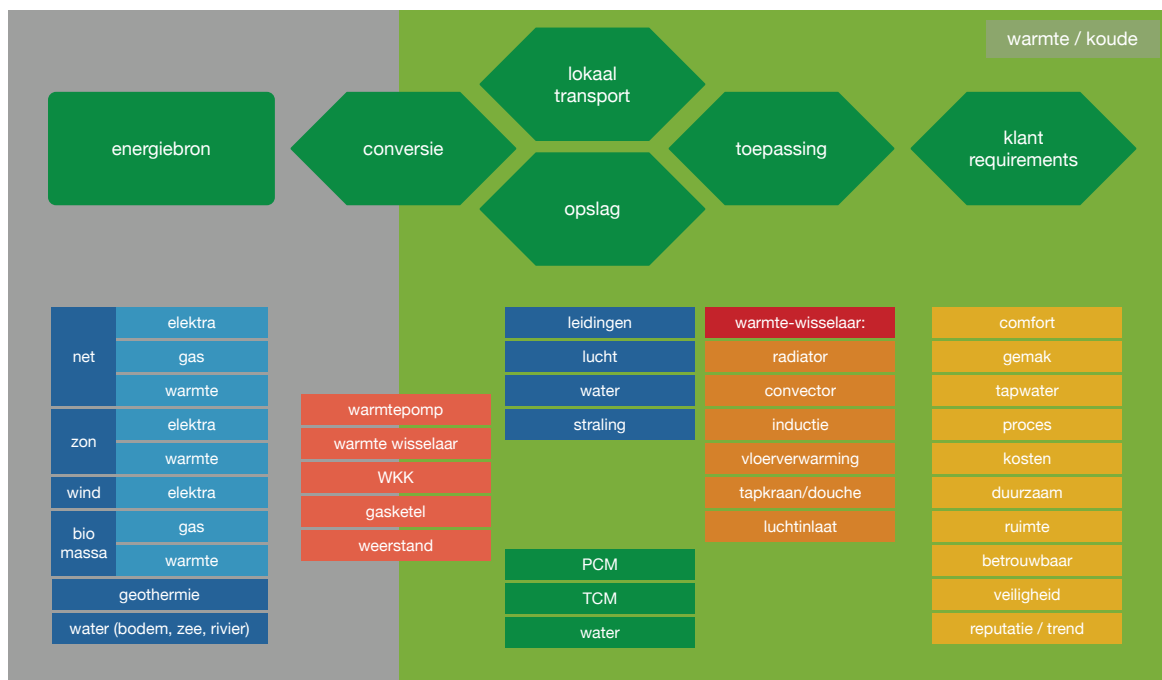 warmte / koude
energiebron
conversie
lokaal
transport
opslag
toepassing
klant
requirements
net
elektra
gas
warmte
zon
elektra
warmte
wind
elektra
bio
massa
gas
warmte
geothermie
water (bodem, zee, rivier)
warmtepomp
warmte wisselaar
WKK
gasketel
weerstand
leidingen
lucht
water
straling
PCM
TCM
water
warmte-wisselaar:
radiator
convector
inductie
vloerverwarming
tapkraan/douche
luchtinlaat
comfort
gemak
tapwater
proces
kosten
duurzaam
ruimte
betrouwbaar
veiligheid
reputatie / trend